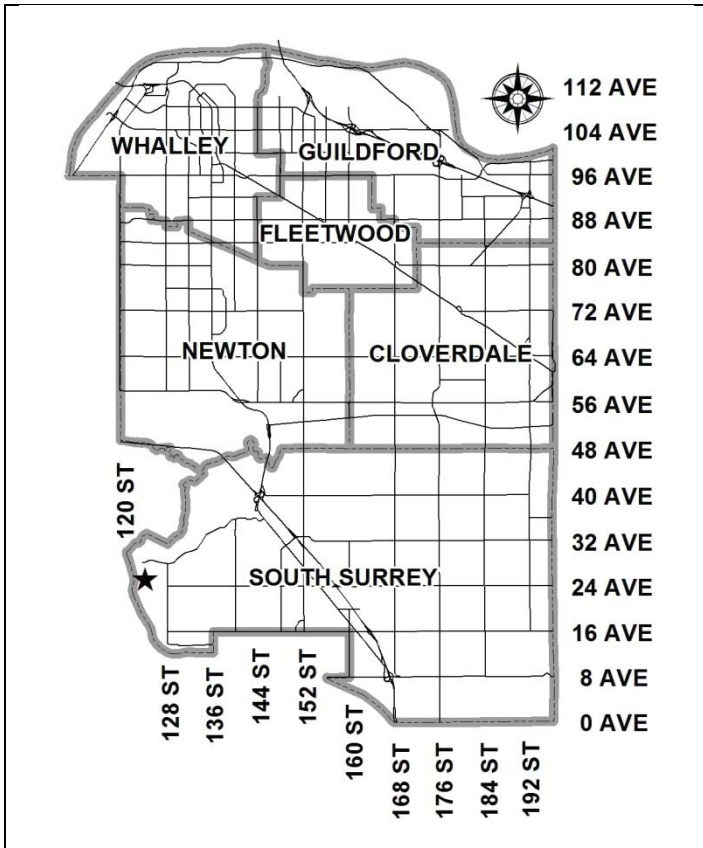 112 AVE
104 AVE
WHALLEY
GUILDFORD
96 AVE
88 AVE
FLEETWOOD
80 AVE
72 AVE
NEWTON
CLOVERDALE
64 AVE
56 AVE
48 AVE
120 ST
40 AVE
32 AVE
SOUTH SURREY
24 AVE
16 AVE
128 ST
136 ST
144 ST
152 ST
160 ST
8 AVE
0 AVE
168 ST
176 ST
184 ST
192 ST